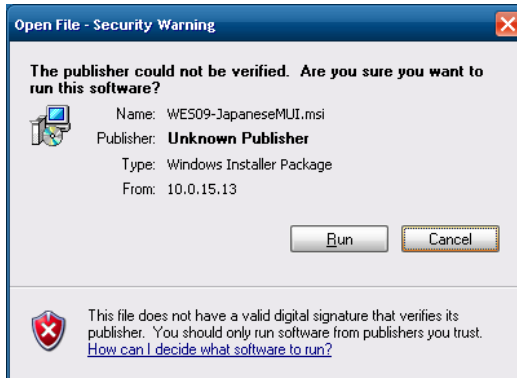 Open File - Security Warning
The publisher could not be verified.  Are you sure you want to
run this software?
Name: WES09-JapaneseMUI.msi
Publisher: Unknown Publisher
Type: Windows Installer Package
From: 10.0.15.13
Run Cancel
This file does not have a valid digital signature that verifies its
publisher.  You should only run software from publishers you trust.
How can I decide what software to run?